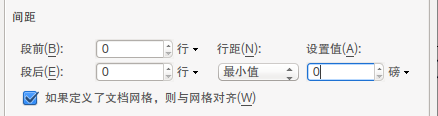 间距
段前(B): 0 行 行距(N): 设置值(A):
段后(E): 0 行 最小值 0 磅
如果定义了文档网格，则与网格对齐(W)